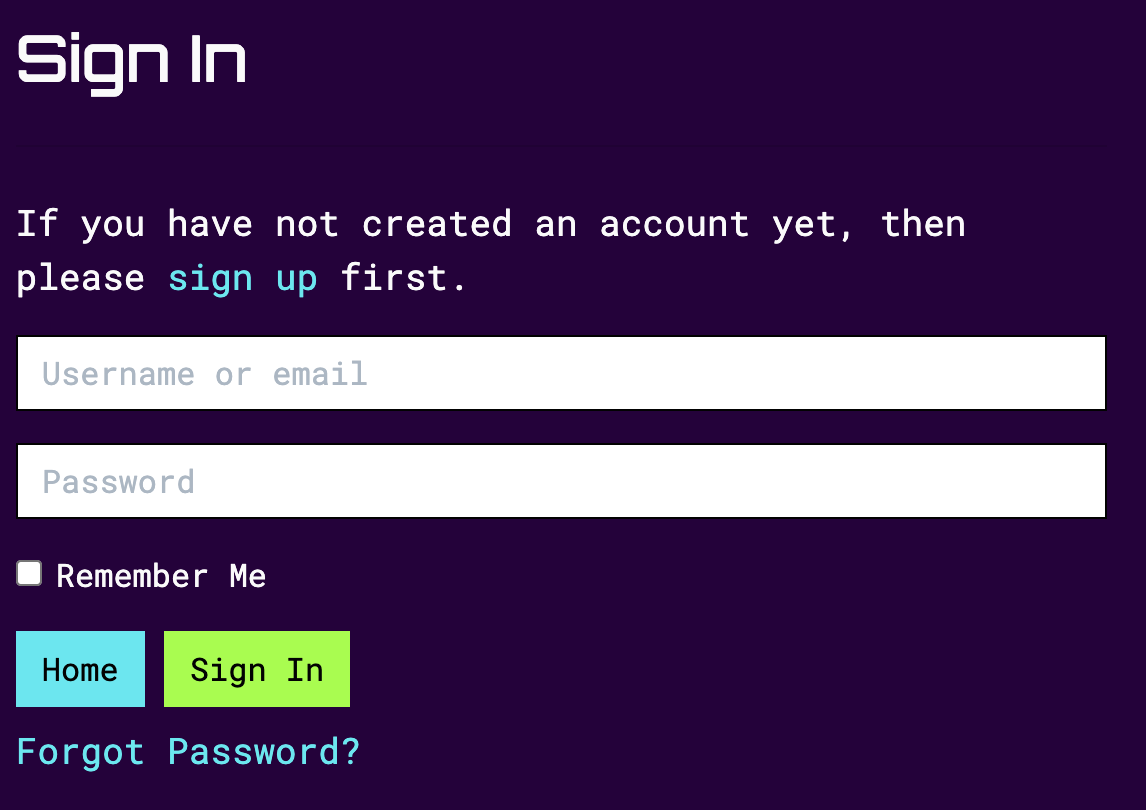 Sign In
If you have not created an account yet, then
please sign up first.
Username or email
Password
Remember Me
Home Sign In
Forgot Password?